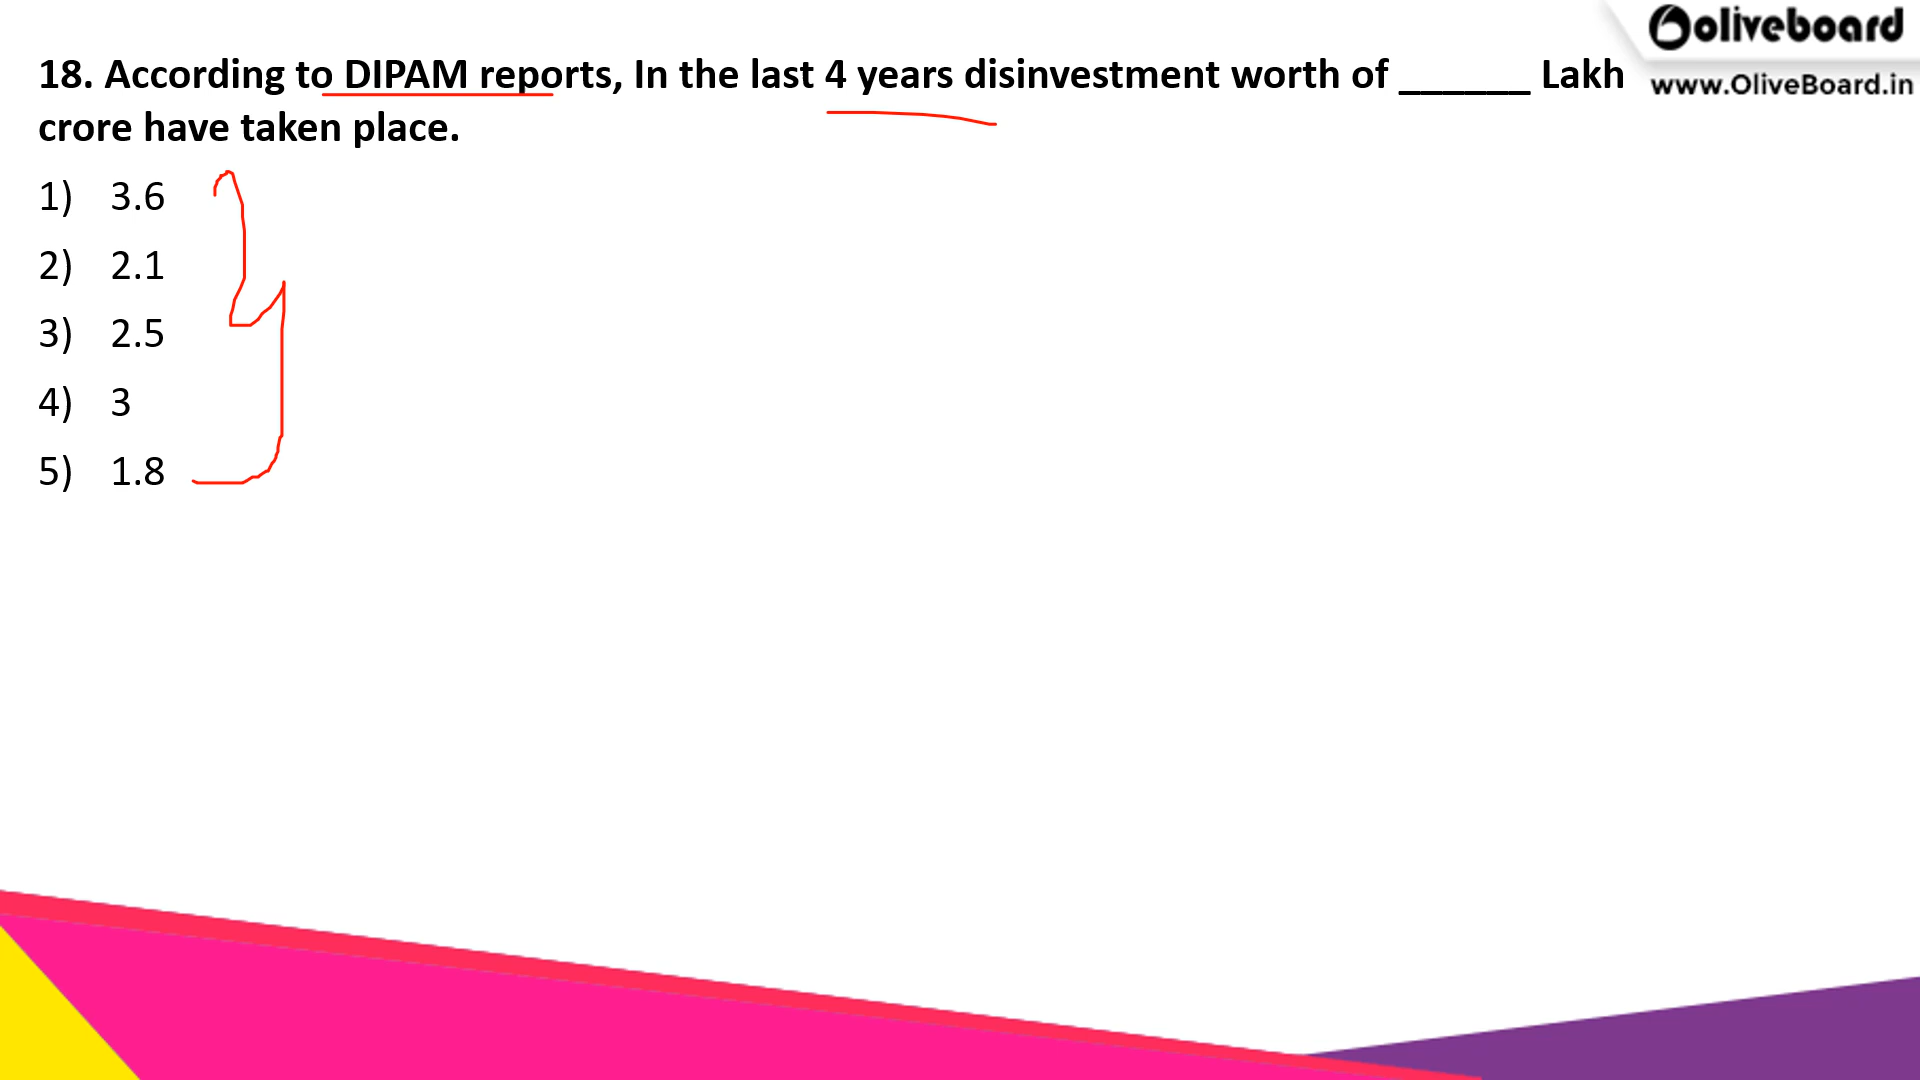 oliveboard
18. According to DIPAM reports, In the last 4 years disinvestment worth of ______ Lakh
www.OliveBoard.in
crore have taken place.
1) 3.6
2) 2.1
3) 2.5
4) 3
5) 1.8